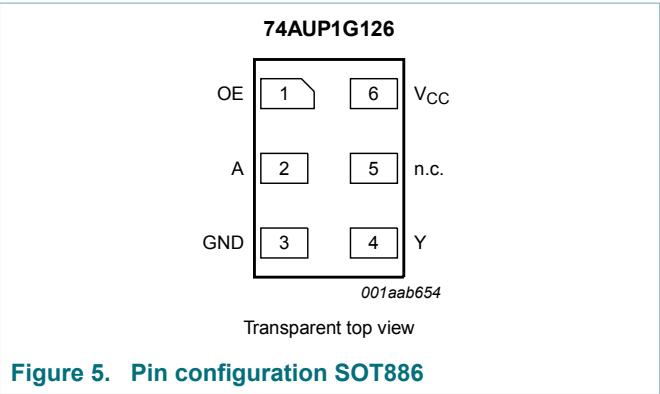 74AUP1G126
OE 1 6 VCC
A 2 5 n.c.
GND 3 4 Y
001aab654
Transparent top view
Figure 5. Pin configuration SOT886